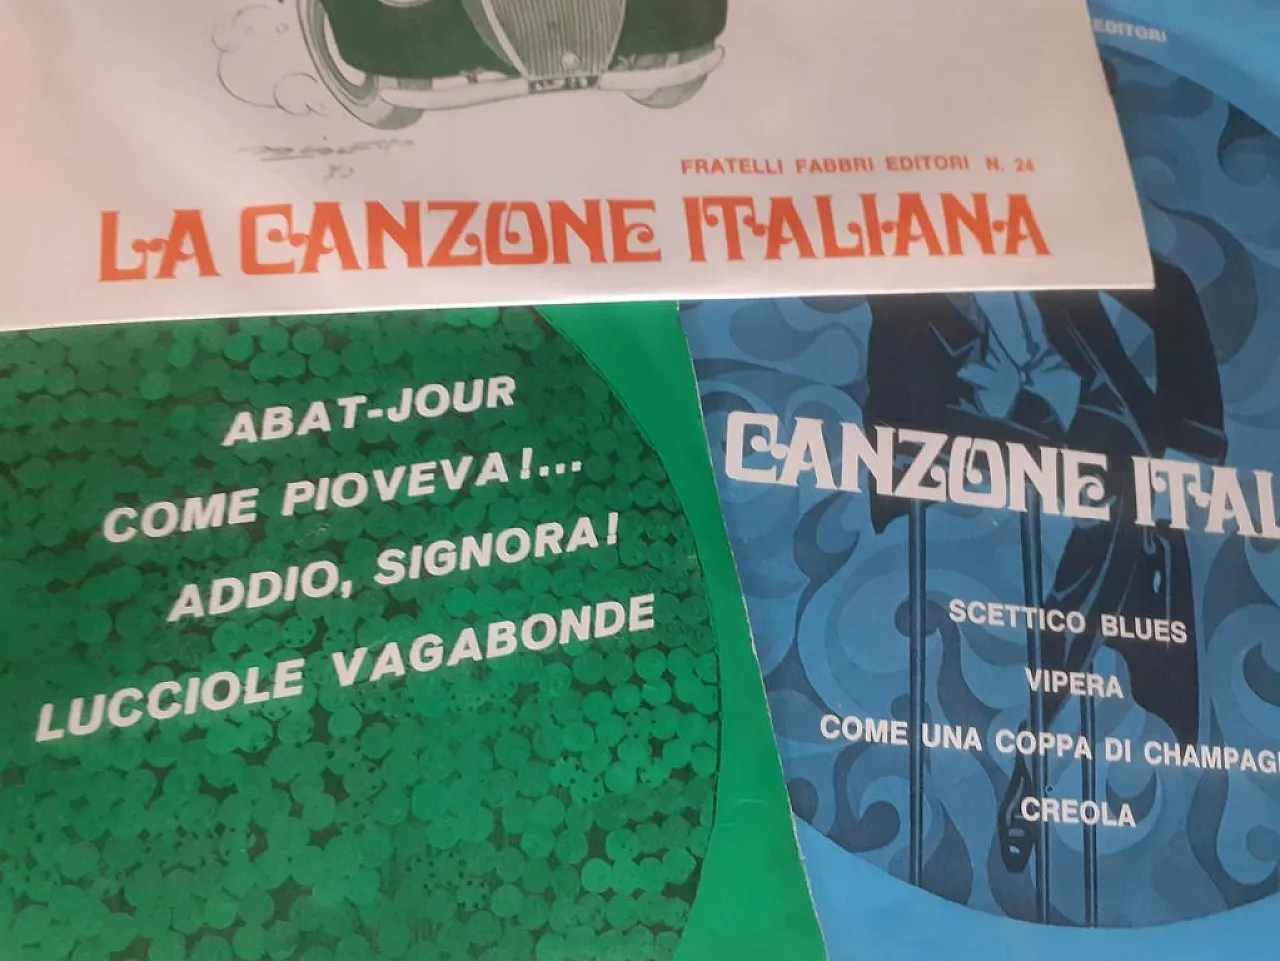 FRATELLI FABBRI EDITORI N. 24
LA CANZONE ITALIANA
ABAT-JOUR
COME PIOVEVA!...
ADDIO, SIGNORA!
LUCCIOLE VAGABONDE
EDITORI
CANZONE ITAL
SCETTICO BLUES
VIPERA
COME UNA COPPA DI CHAMPAG
CREOLA